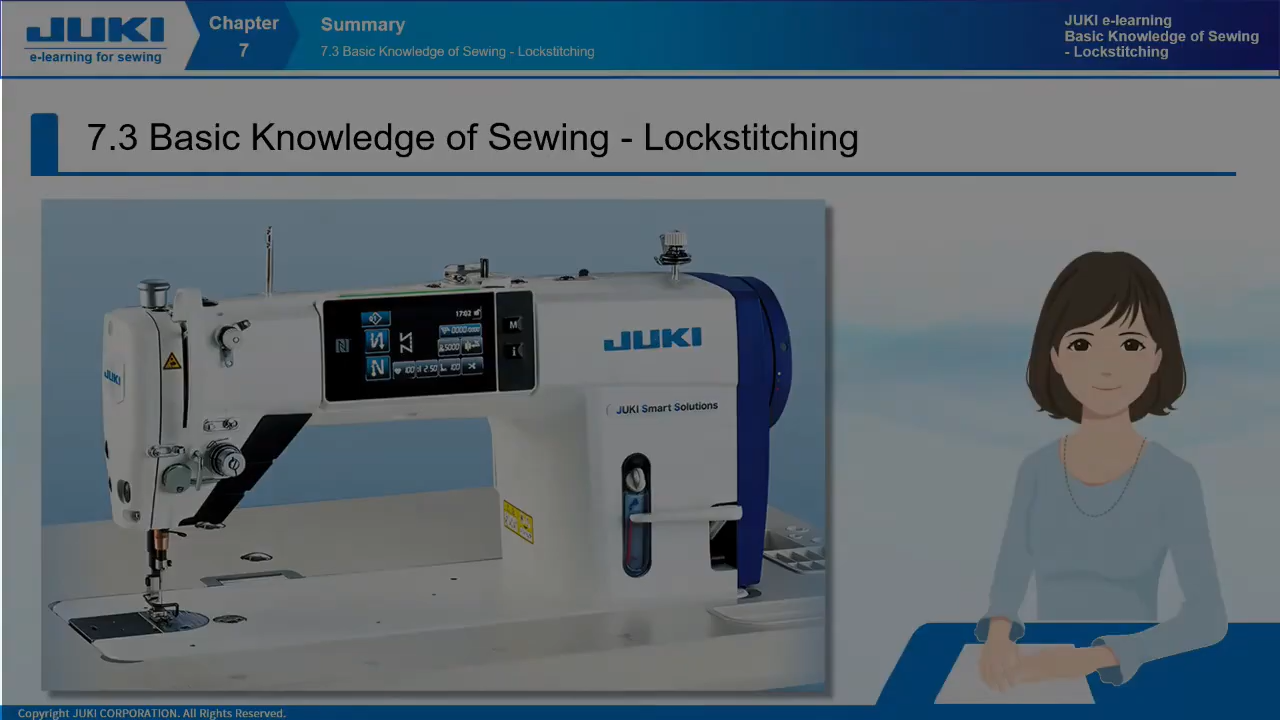 JUKI
e-learning for sewing
Chapter
7
Summary
7.3 Basic Knowledge of Sewing - Lockstitching
JUKI e-learning
Basic Knowledge of Sewing
- Lockstitching
7.3 Basic Knowledge of Sewing - Lockstitching
17:02
M
i
JUKI
JUKI
JUKI Smart Solutions
Copyright JUKI CORPORATION. All Rights Reserved.